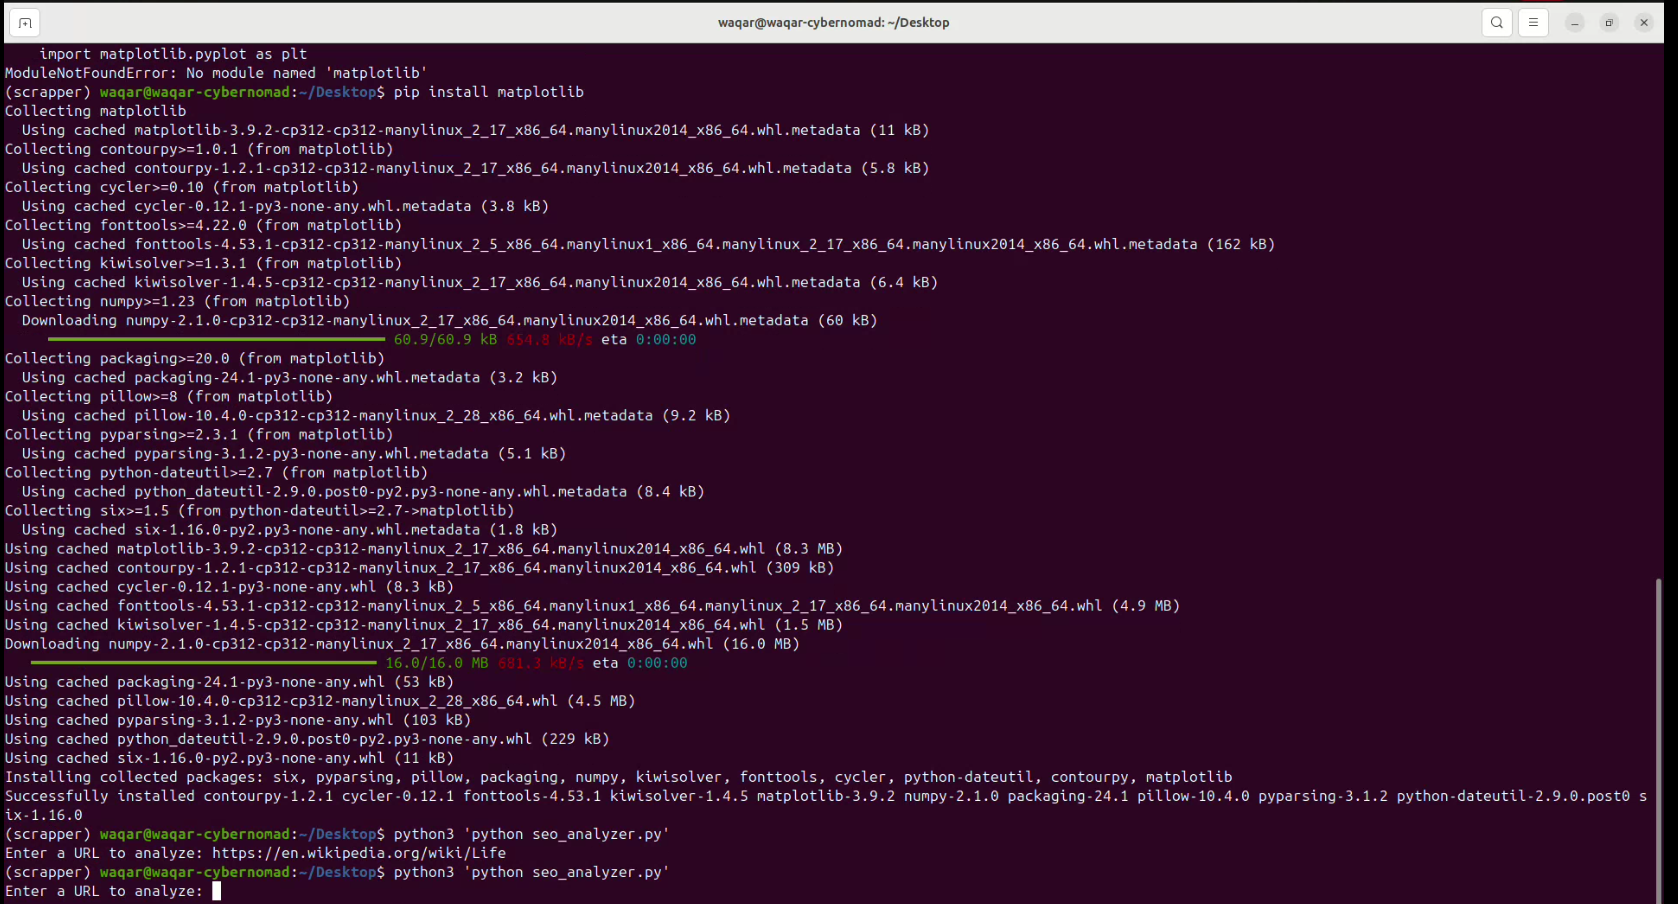 waqar@waqar-cybernomad: ~/Desktop
    import matplotlib.pyplot as plt
ModuleNotFoundError: No module named 'matplotlib'
(scrapper) waqar@waqar-cybernomad:~/Desktop$ pip install matplotlib
Collecting matplotlib
  Using cached matplotlib-3.9.2-cp312-cp312-manylinux_2_17_x86_64.manylinux2014_x86_64.whl.metadata (11 kB)
Collecting contourpy>=1.0.1 (from matplotlib)
  Using cached contourpy-1.2.1-cp312-cp312-manylinux_2_17_x86_64.manylinux2014_x86_64.whl.metadata (5.8 kB)
Collecting cycler>=0.10 (from matplotlib)
  Using cached cycler-0.12.1-py3-none-any.whl.metadata (3.8 kB)
Collecting fonttools>=4.22.0 (from matplotlib)
  Using cached fonttools-4.53.1-cp312-cp312-manylinux_2_5_x86_64.manylinux1_x86_64.manylinux_2_17_x86_64.manylinux2014_x86_64.whl.metadata (162 kB)
Collecting kiwisolver>=1.3.1 (from matplotlib)
  Using cached kiwisolver-1.4.5-cp312-cp312-manylinux_2_17_x86_64.manylinux2014_x86_64.whl.metadata (6.4 kB)
Collecting numpy>=1.23 (from matplotlib)
  Downloading numpy-2.1.0-cp312-cp312-manylinux_2_17_x86_64.manylinux2014_x86_64.whl.metadata (60 kB)
60.9/60.9 kB 654.8 kB/s eta 0:00:00
Collecting packaging>=20.0 (from matplotlib)
  Using cached packaging-24.1-py3-none-any.whl.metadata (3.2 kB)
Collecting pillow>=8 (from matplotlib)
  Using cached pillow-10.4.0-cp312-cp312-manylinux_2_28_x86_64.whl.metadata (9.2 kB)
Collecting pyparsing>=2.3.1 (from matplotlib)
  Using cached pyparsing-3.1.2-py3-none-any.whl.metadata (5.1 kB)
Collecting python-dateutil>=2.7 (from matplotlib)
  Using cached python_dateutil-2.9.0.post0-py2.py3-none-any.whl.metadata (8.4 kB)
Collecting six>=1.5 (from python-dateutil>=2.7->matplotlib)
  Using cached six-1.16.0-py2.py3-none-any.whl.metadata (1.8 kB)
Using cached matplotlib-3.9.2-cp312-cp312-manylinux_2_17_x86_64.manylinux2014_x86_64.whl (8.3 MB)
Using cached contourpy-1.2.1-cp312-cp312-manylinux_2_17_x86_64.manylinux2014_x86_64.whl (309 kB)
Using cached cycler-0.12.1-py3-none-any.whl (8.3 kB)
Using cached fonttools-4.53.1-cp312-cp312-manylinux_2_5_x86_64.manylinux1_x86_64.manylinux_2_17_x86_64.manylinux2014_x86_64.whl (4.9 MB)
Using cached kiwisolver-1.4.5-cp312-cp312-manylinux_2_17_x86_64.manylinux2014_x86_64.whl (1.5 MB)
Downloading numpy-2.1.0-cp312-cp312-manylinux_2_17_x86_64.manylinux2014_x86_64.whl (16.0 MB)
16.0/16.0 MB 681.3 kB/s eta 0:00:00
Using cached packaging-24.1-py3-none-any.whl (53 kB)
Using cached pillow-10.4.0-cp312-cp312-manylinux_2_28_x86_64.whl (4.5 MB)
Using cached pyparsing-3.1.2-py3-none-any.whl (103 kB)
Using cached python_dateutil-2.9.0.post0-py2.py3-none-any.whl (229 kB)
Using cached six-1.16.0-py2.py3-none-any.whl (11 kB)
Installing collected packages: six, pyparsing, pillow, packaging, numpy, kiwisolver, fonttools, cycler, python-dateutil, contourpy, matplotlib
Successfully installed contourpy-1.2.1 cycler-0.12.1 fonttools-4.53.1 kiwisolver-1.4.5 matplotlib-3.9.2 numpy-2.1.0 packaging-24.1 pillow-10.4.0 pyparsing-3.1.2 python-dateutil-2.9.0.post0 s
ix-1.16.0
(scrapper) waqar@waqar-cybernomad:~/Desktop$ python3 'python seo_analyzer.py'
Enter a URL to analyze: https://en.wikipedia.org/wiki/Life
(scrapper) waqar@waqar-cybernomad:~/Desktop$ python3 'python seo_analyzer.py'
Enter a URL to analyze: